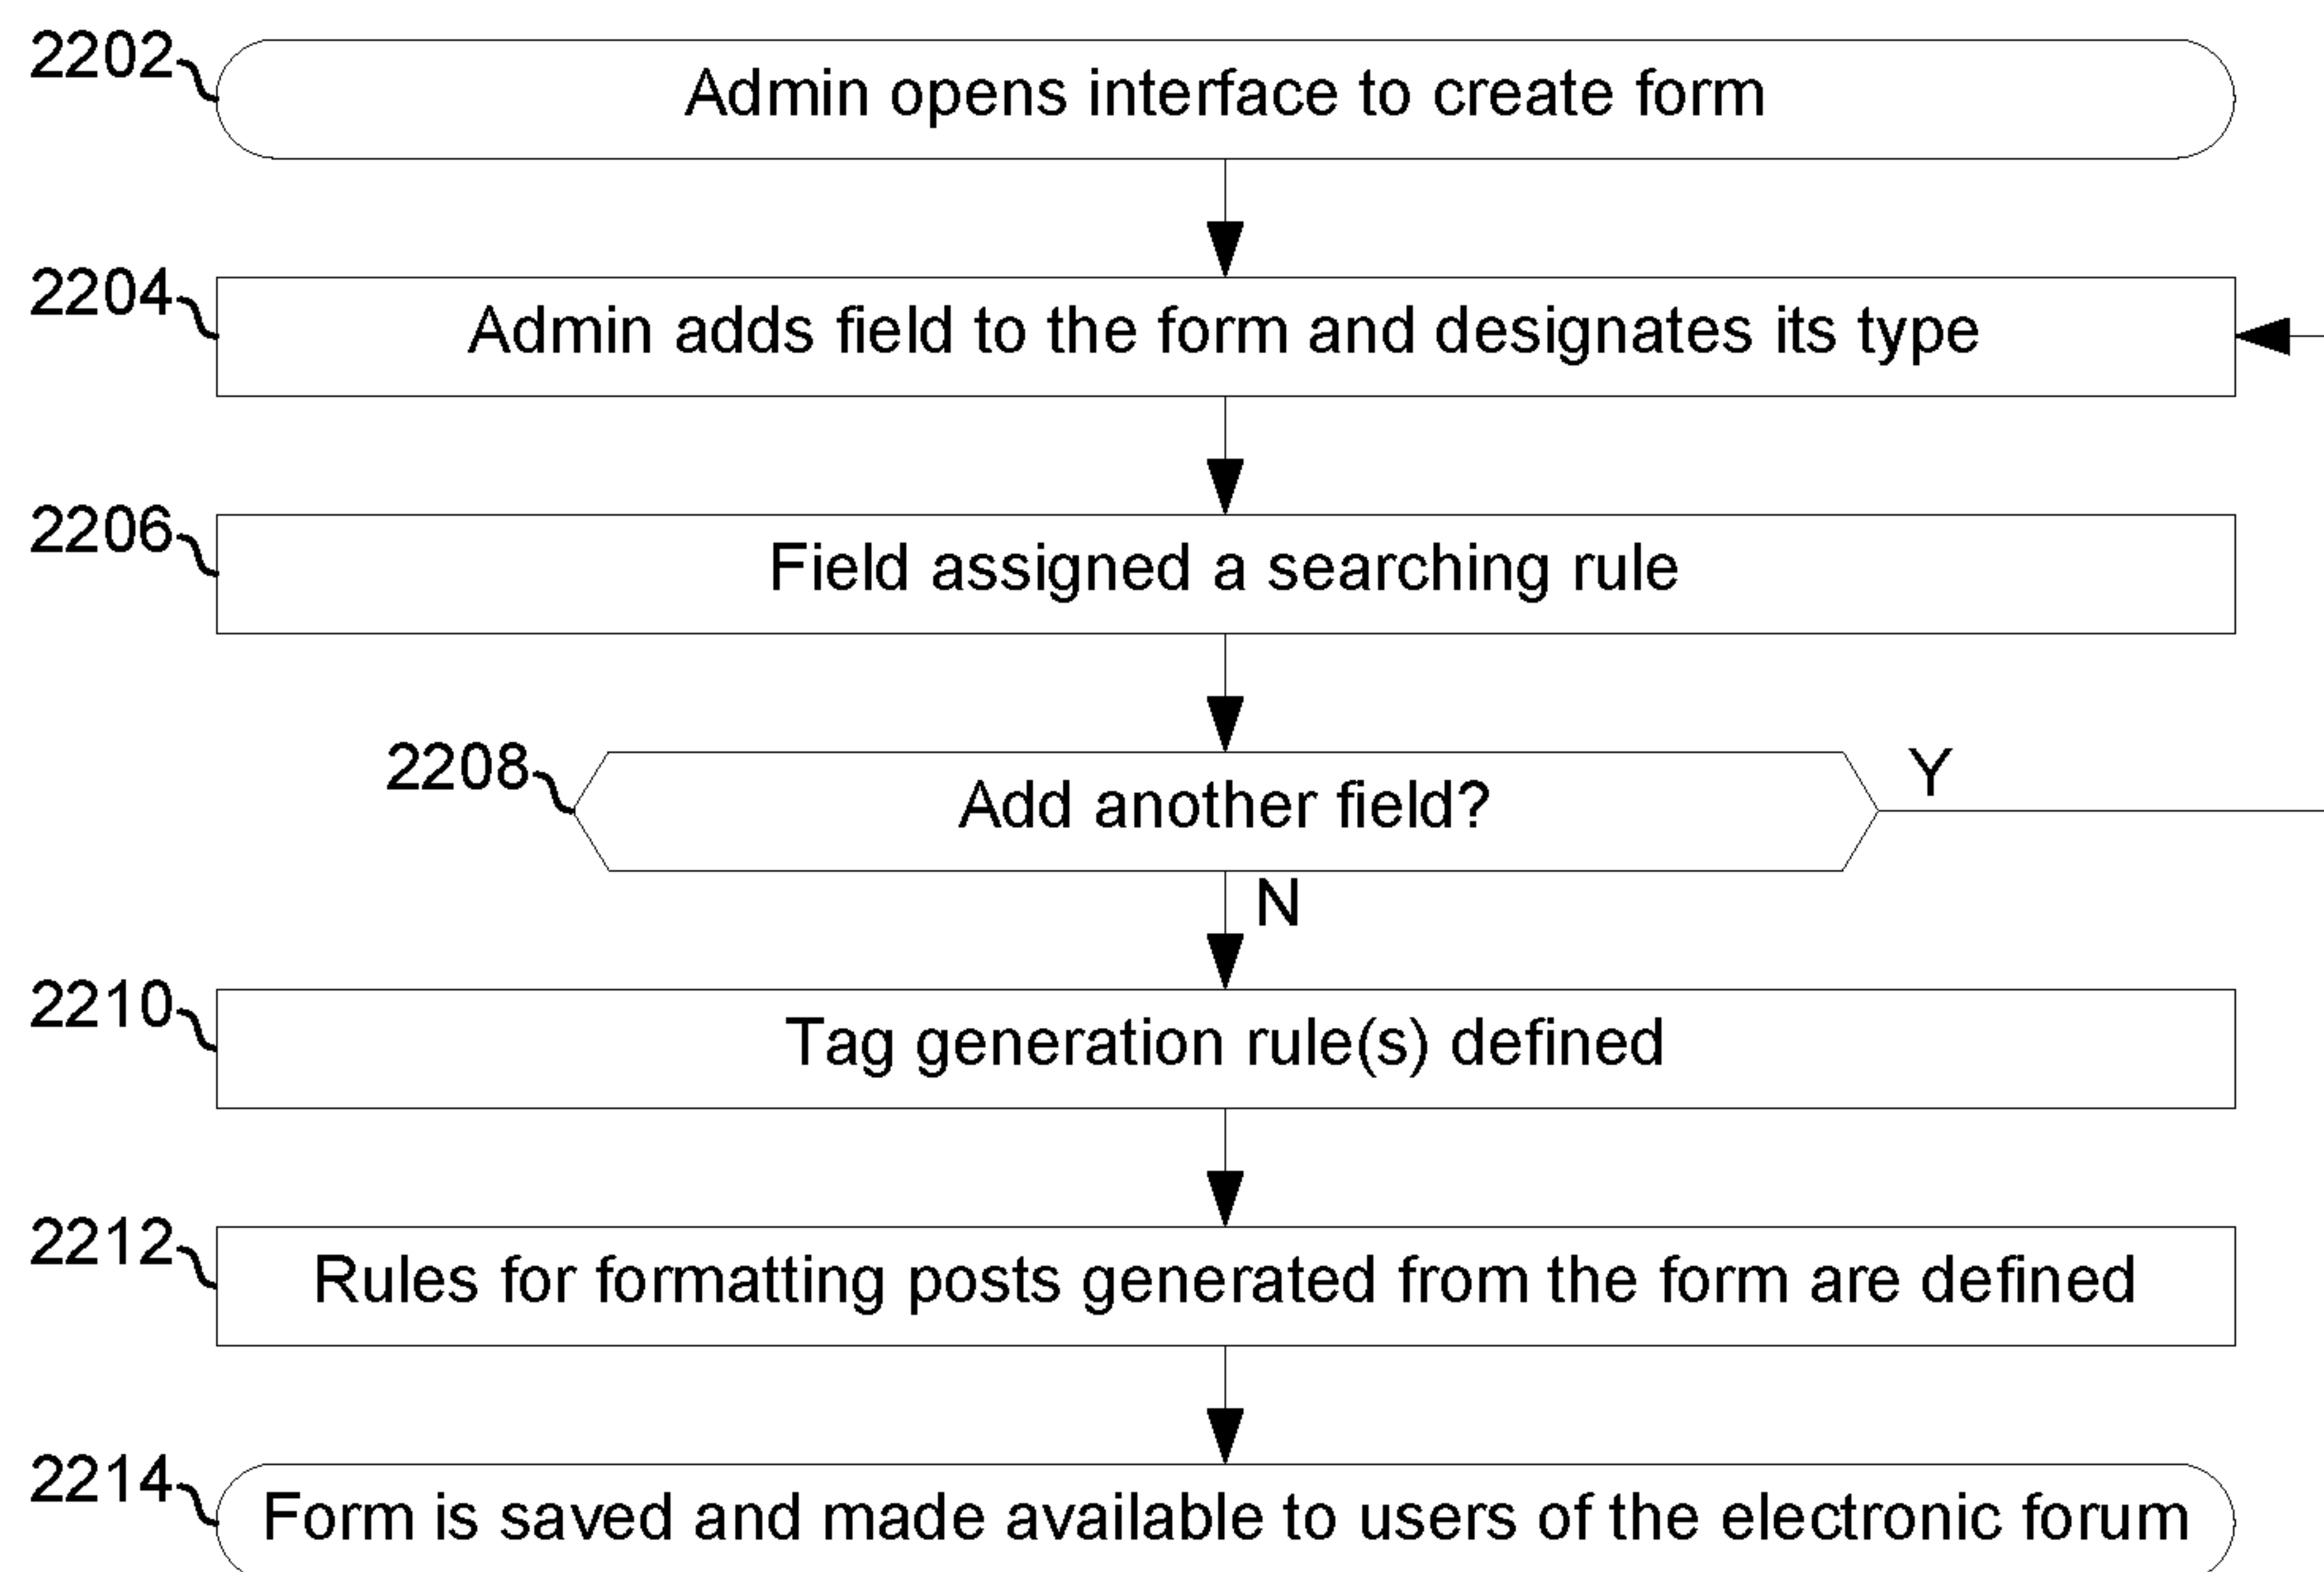 2202
Admin opens interface to create form
2204
Admin adds field to the form and designates its type
2206
Field assigned a searching rule
2208
Add another field?
Y
N
2210
Tag generation rule(s) defined
2212
Rules for formatting posts generated from the form are defined
2214
Form is saved and made available to users of the electronic forum